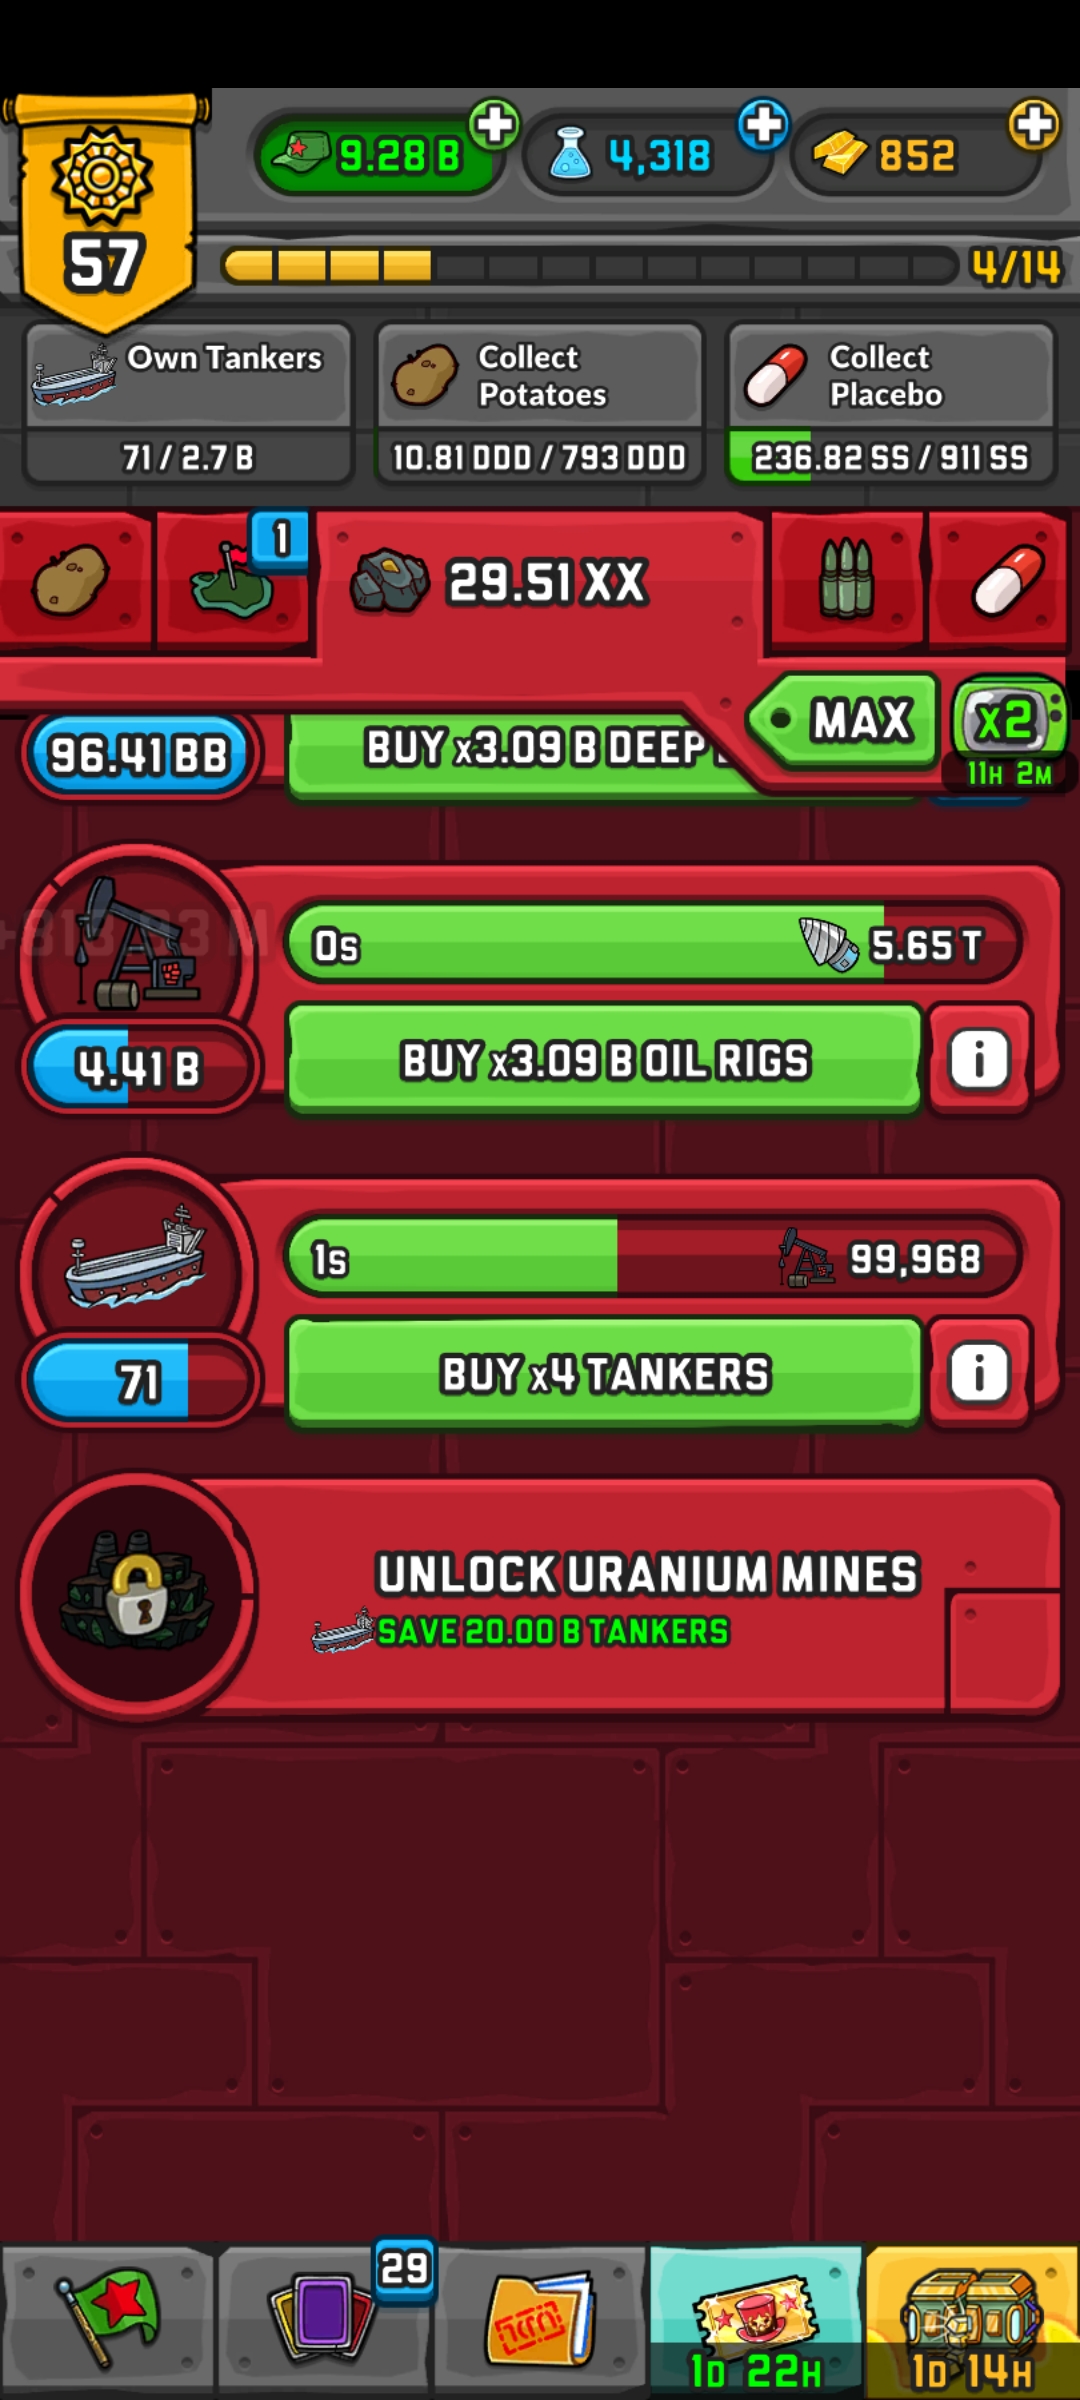 9.28 B
4,318
852
57
4/14
Own Tankers
71 / 2.7 B
Collect
Potatoes
10.81 DDD / 793 DDD
Collect
Placebo
236.82 SS / 911 SS
1
29.51 XX
MAX
x2
11H 2M
96.41 BB
BUY x3.09 B DEEP
0s
5.65 T
4.41 B
BUY x3.09 B OIL RIGS
i
1s
99,968
71
BUY x4 TANKERS
i
UNLOCK URANIUM MINES
SAVE 20.00 B TANKERS
29
1D 22H
1D 14H